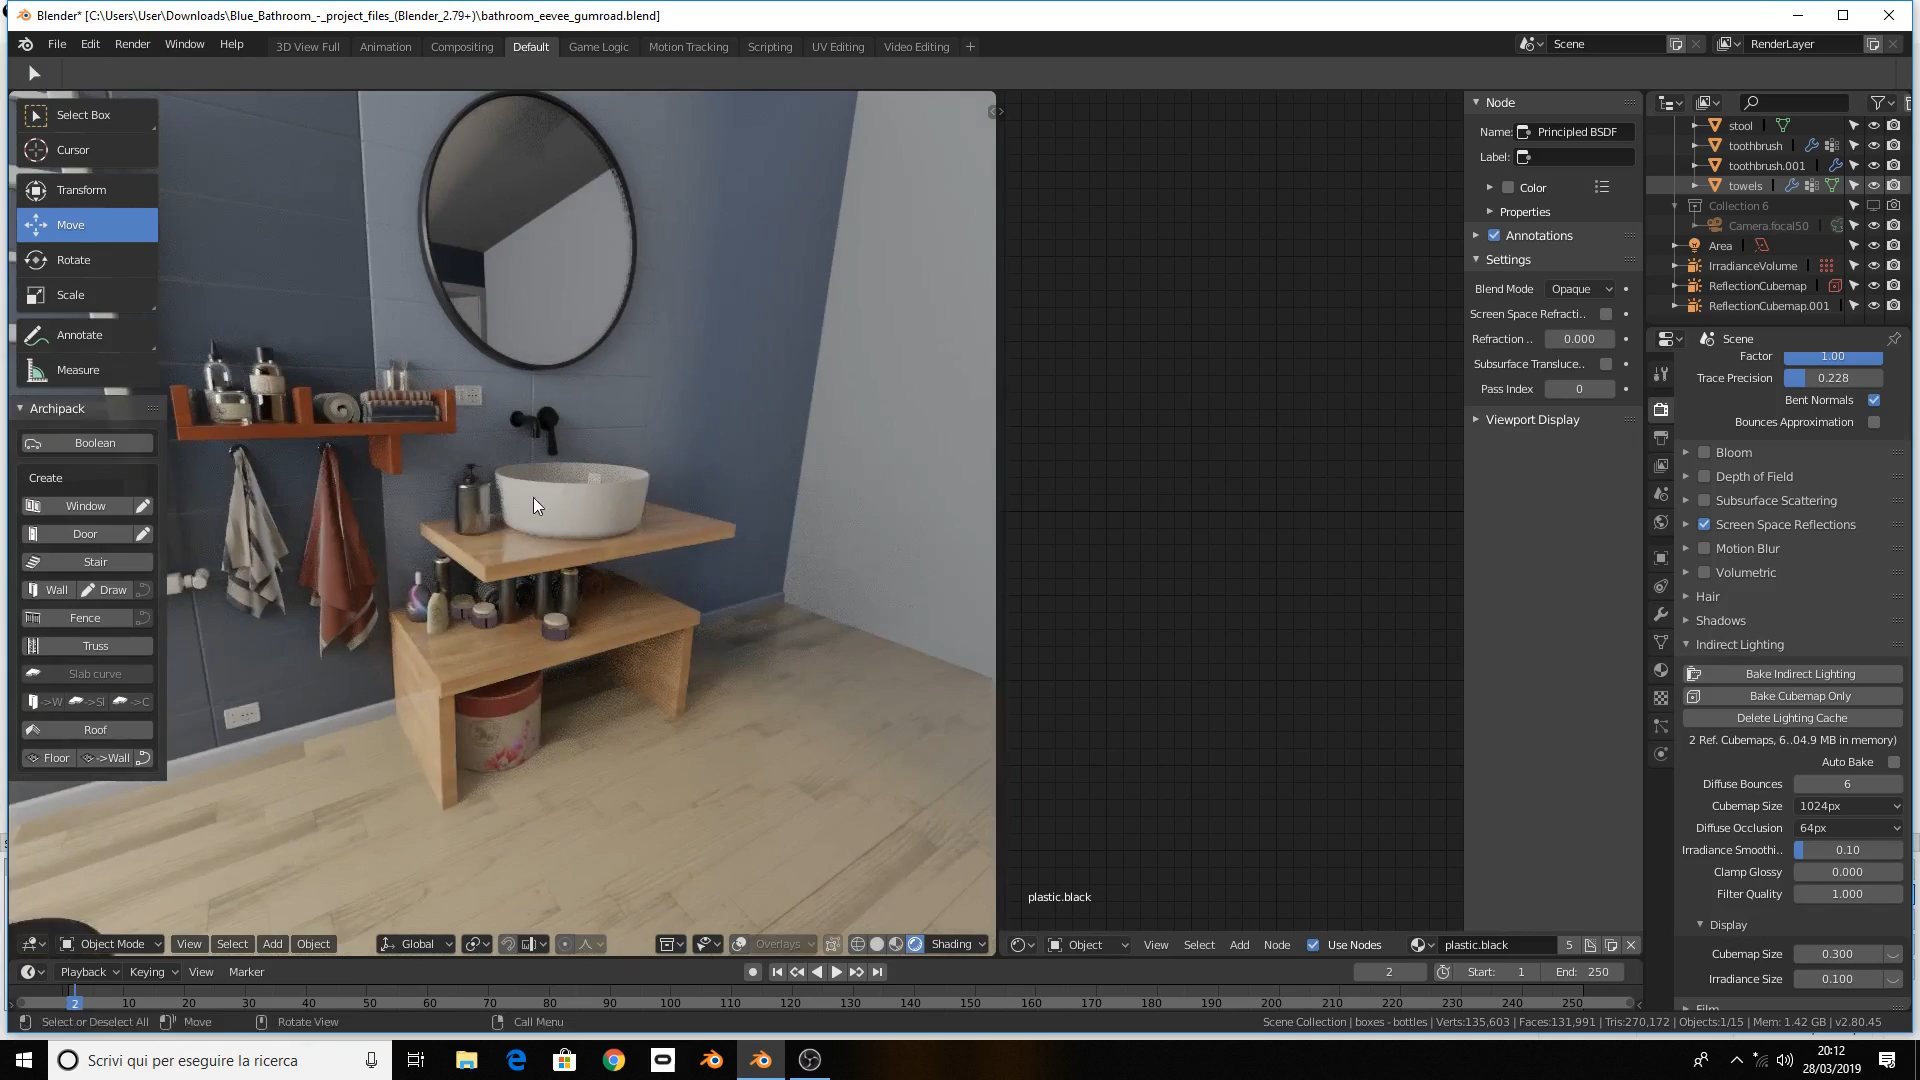 Blender* [C:\Users\User\Downloads\Blue_Bathroom_-_project_files_(Blender_2.79+)\bathroom_eevee_gumroad.blend]
File Edit Render Window Help 3D View Full Animation Compositing Default Game Logic Motion Tracking Scripting UV Editing Video Editing + Scene RenderLayer
Select Box
Cursor
Transform
Move
Rotate
Scale
Annotate
Measure
Archipack
Boolean
Create
Window
Door
Stair
Wall Draw
Fence
Truss
Slab curve
->W ->Sl ->C
Roof
Floor ->Wall
Object Mode View Select Add Object Global Overlays Shading
plastic.black
Object View Select Add Node Use Nodes plastic.black 5
Node
Name: Principled BSDF
Label:
Color
Properties
Annotations
Settings
Blend Mode Opaque
Screen Space Refracti..
Refraction .. 0.000
Subsurface Transluce..
Pass Index 0
Viewport Display
stool
toothbrush
toothbrush.001
towels
Collection 6
Camera.focal50
Area
IrradianceVolume
ReflectionCubemap
ReflectionCubemap.001
Scene
Factor 1.00
Trace Precision 0.228
Bent Normals
Bounces Approximation
Bloom
Depth of Field
Subsurface Scattering
Screen Space Reflections
Motion Blur
Volumetric
Hair
Shadows
Indirect Lighting
Bake Indirect Lighting
Bake Cubemap Only
Delete Lighting Cache
2 Ref. Cubemaps, 6..04.9 MB in memory)
Auto Bake
Diffuse Bounces 6
Cubemap Size 1024px
Diffuse Occlusion 64px
Irradiance Smoothi.. 0.10
Clamp Glossy 0.000
Filter Quality 1.000
Display
Cubemap Size 0.300
Irradiance Size 0.100
Film
Playback Keying View Marker 2 Start: 1 End: 250
2 10 20 30 40 50 60 70 80 90 100 110 120 130 140 150 160 170 180 190 200 210 220 230 240 250
Select or Deselect All Move Rotate View Call Menu Scene Collection | boxes - bottles | Verts:135,603 | Faces:131,991 | Tris:270,172 | Objects:1/15 | Mem: 1.42 GB | v2.80.45
Scrivi qui per eseguire la ricerca
20:12
28/03/2019